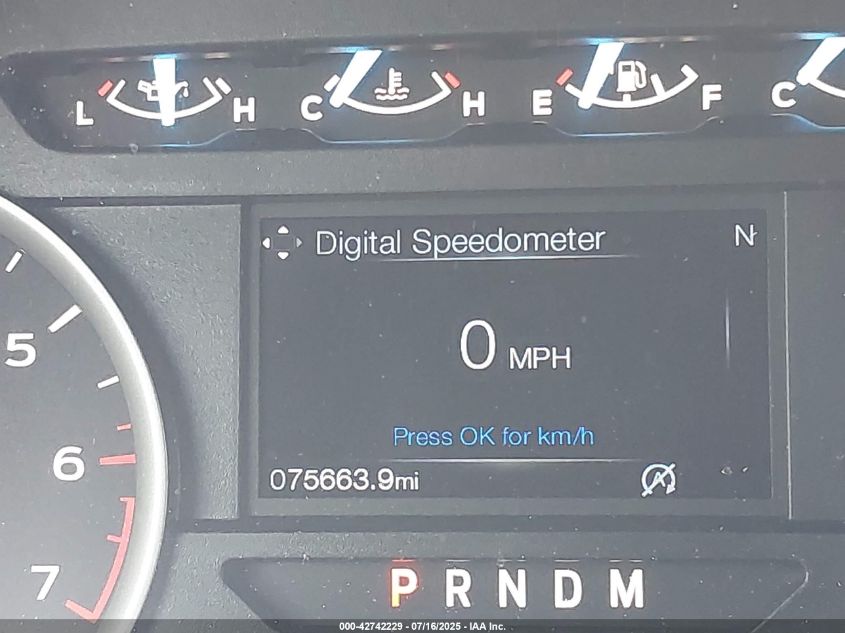 L H C H E F C
Digital Speedometer N
5
0 MPH
Press OK for km/h
6
075663.9mi
7
P R N D M
000-42742229 - 07/16/2025 - IAA Inc.